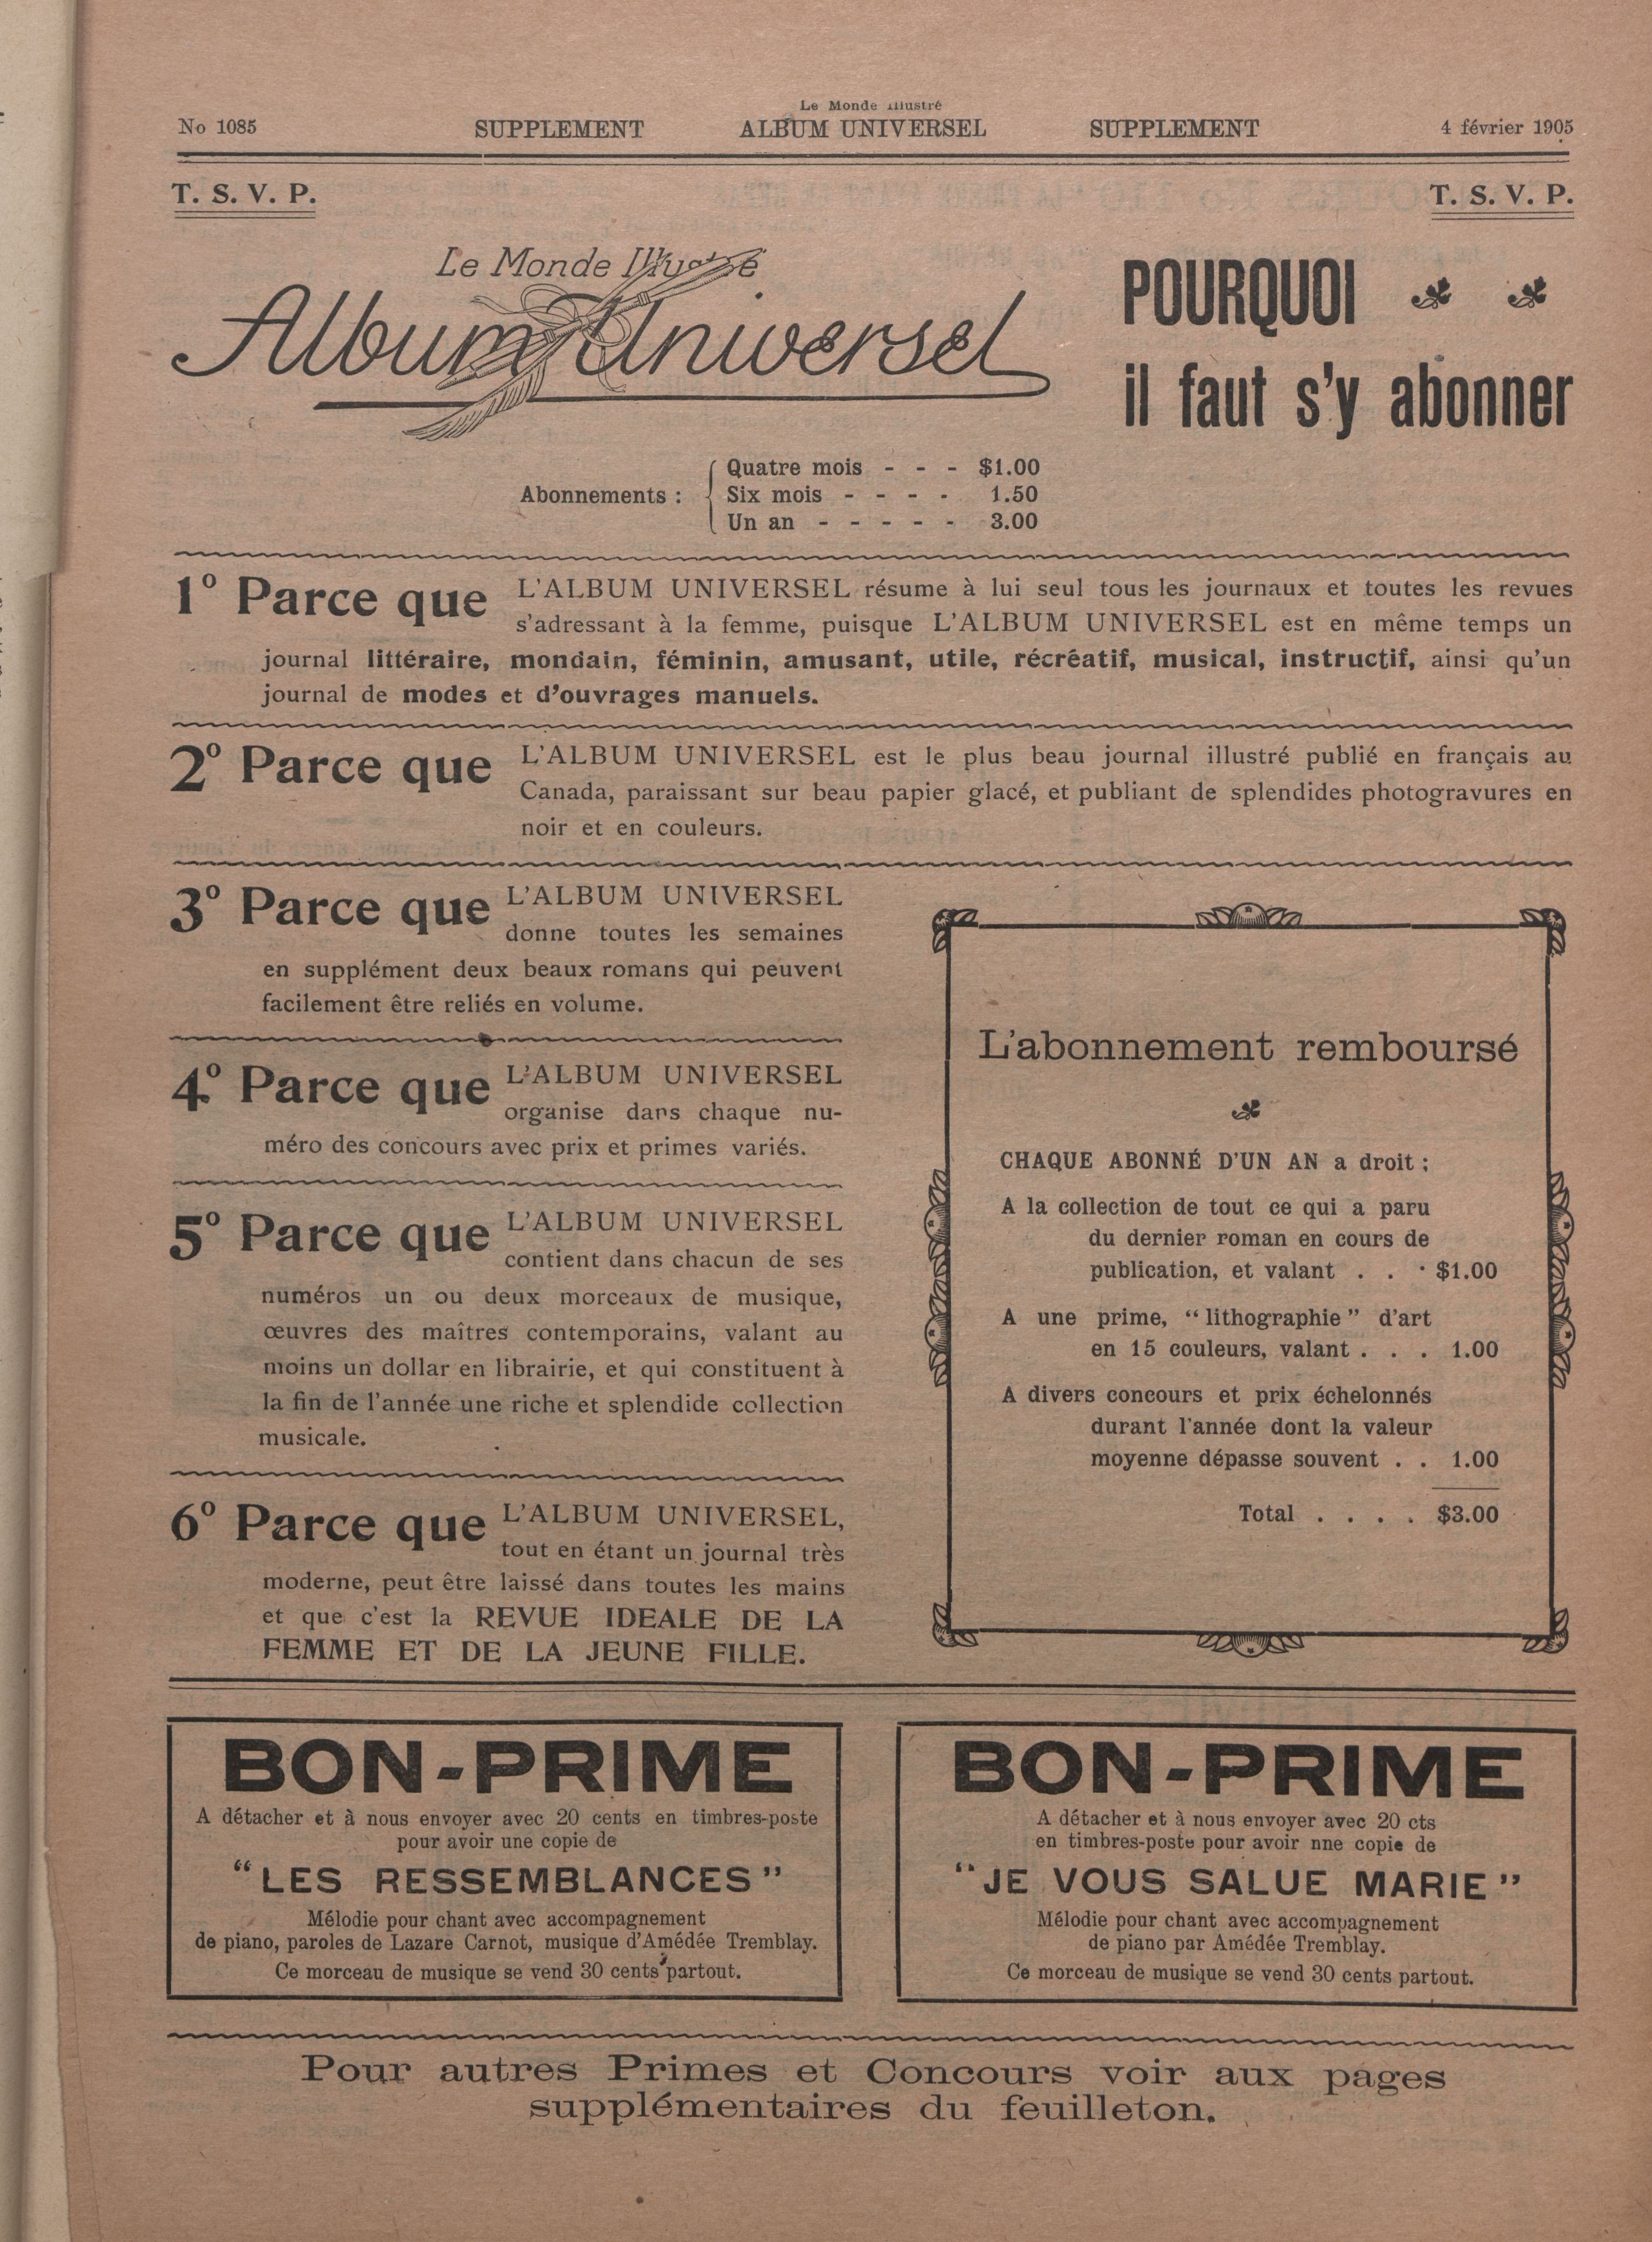 Le Monde Illustré
No 1085 SUPPLEMENT ALBUM UNIVERSEL SUPPLEMENT 4 février 1905
T. S. V. P. T. S. V. P.
Le Monde Illustré
Album Universel
POURQUOI
il faut s'y abonner
Abonnements :
Quatre mois - - - $1.00
Six mois - - - - 1.50
Un an - - - - - 3.00
1º Parce que L'ALBUM UNIVERSEL résume à lui seul tous les journaux et toutes les revues
s'adressant à la femme, puisque L'ALBUM UNIVERSEL est en même temps un
journal littéraire, mondain, féminin, amusant, utile, récréatif, musical, instructif, ainsi qu'un
journal de modes et d'ouvrages manuels.
2º Parce que L'ALBUM UNIVERSEL est le plus beau journal illustré publié en français au
Canada, paraissant sur beau papier glacé, et publiant de splendides photogravures en
noir et en couleurs.
3º Parce que L'ALBUM UNIVERSEL
donne toutes les semaines
en supplément deux beaux romans qui peuvent
facilement être reliés en volume.
4º Parce que L'ALBUM UNIVERSEL
organise dans chaque nu-
méro des concours avec prix et primes variés.
5º Parce que L'ALBUM UNIVERSEL
contient dans chacun de ses
numéros un ou deux morceaux de musique,
œuvres des maîtres contemporains, valant au
moins un dollar en librairie, et qui constituent à
la fin de l'année une riche et splendide collection
musicale.
6º Parce que L'ALBUM UNIVERSEL,
tout en étant un journal très
moderne, peut être laissé dans toutes les mains
et que c'est la REVUE IDEALE DE LA
FEMME ET DE LA JEUNE FILLE.
L'abonnement remboursé
CHAQUE ABONNÉ D'UN AN a droit ;
A la collection de tout ce qui a paru
du dernier roman en cours de
publication, et valant . . . $1.00
A une prime, "lithographie" d'art
en 15 couleurs, valant . . . 1.00
A divers concours et prix échelonnés
durant l'année dont la valeur
moyenne dépasse souvent . . 1.00
Total . . . . $3.00
BON-PRIME
A détacher et à nous envoyer avec 20 cents en timbres-poste
pour avoir une copie de
"LES RESSEMBLANCES"
Mélodie pour chant avec accompagnement
de piano, paroles de Lazare Carnot, musique d'Amédée Tremblay.
Ce morceau de musique se vend 30 cents partout.
BON-PRIME
A détacher et à nous envoyer avec 20 cts
en timbres-poste pour avoir nne copie de
"JE VOUS SALUE MARIE"
Mélodie pour chant avec accompagnement
de piano par Amédée Tremblay.
Ce morceau de musique se vend 30 cents partout.
Pour autres Primes et Concours voir aux pages
supplémentaires du feuilleton.